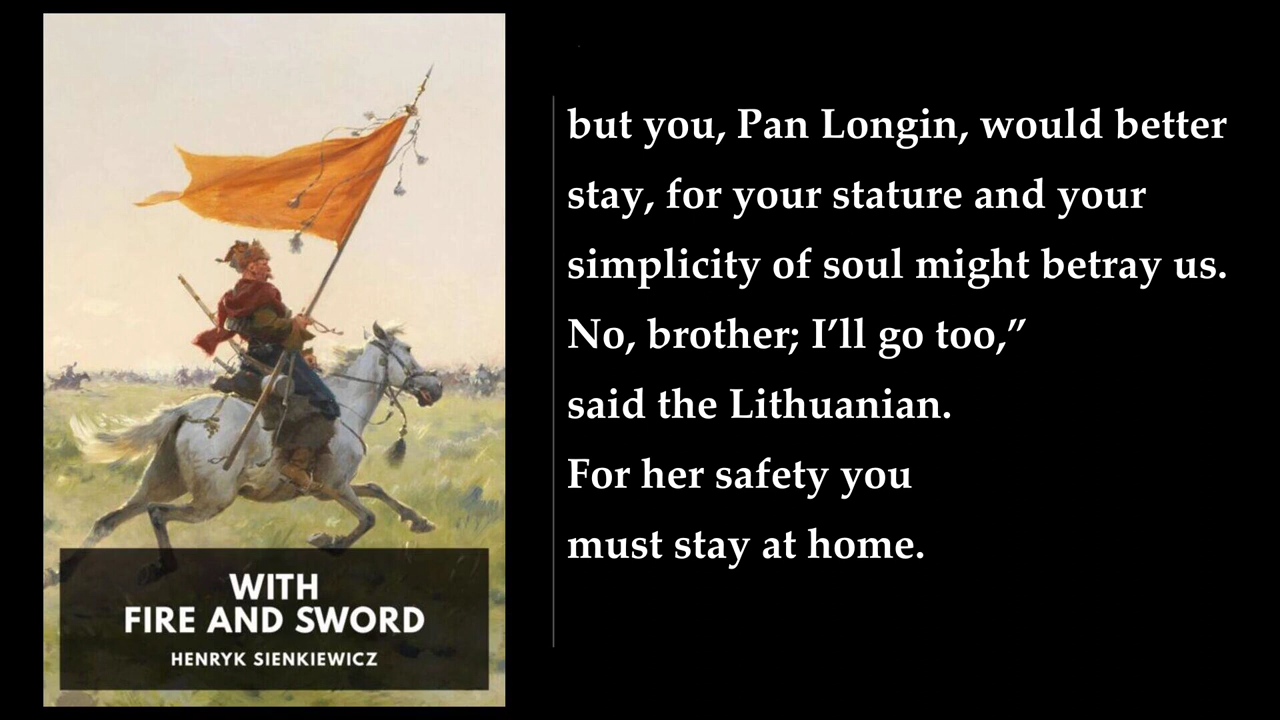 WITH
FIRE AND SWORD
HENRYK SIENKIEWICZ
but you, Pan Longin, would better
stay, for your stature and your
simplicity of soul might betray us.
No, brother; I’ll go too,”
said the Lithuanian.
For her safety you
must stay at home.